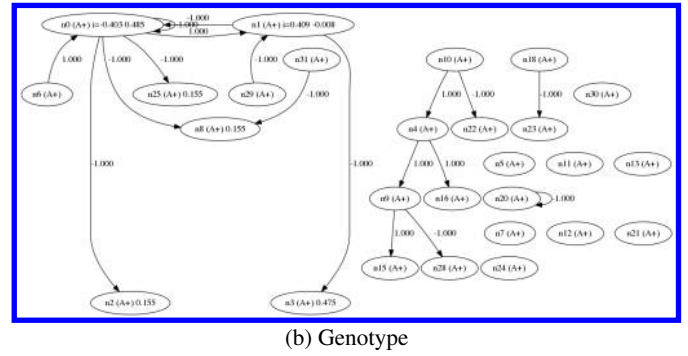 n0 (A+) i=-0.403 0.485
-1.000
1.000
1.000
n1 (A+) i=0.409 -0.008
n31 (A+)
n10 (A+)
n18 (A+)
1.000
-1.000
-1.000
-1.000
n6 (A+)
n25 (A+) 0.155
n29 (A+)
-1.000
1.000
-1.000
-1.000
n30 (A+)
n8 (A+) 0.155
n4 (A+)
n22 (A+)
n23 (A+)
-1.000
-1.000
1.000
1.000
n5 (A+)
n11 (A+)
n13 (A+)
n9 (A+)
n16 (A+)
n20 (A+)
-1.000
1.000
-1.000
n7 (A+)
n12 (A+)
n21 (A+)
n15 (A+)
n28 (A+)
n24 (A+)
n2 (A+) 0.155
n3 (A+) 0.475
(b) Genotype